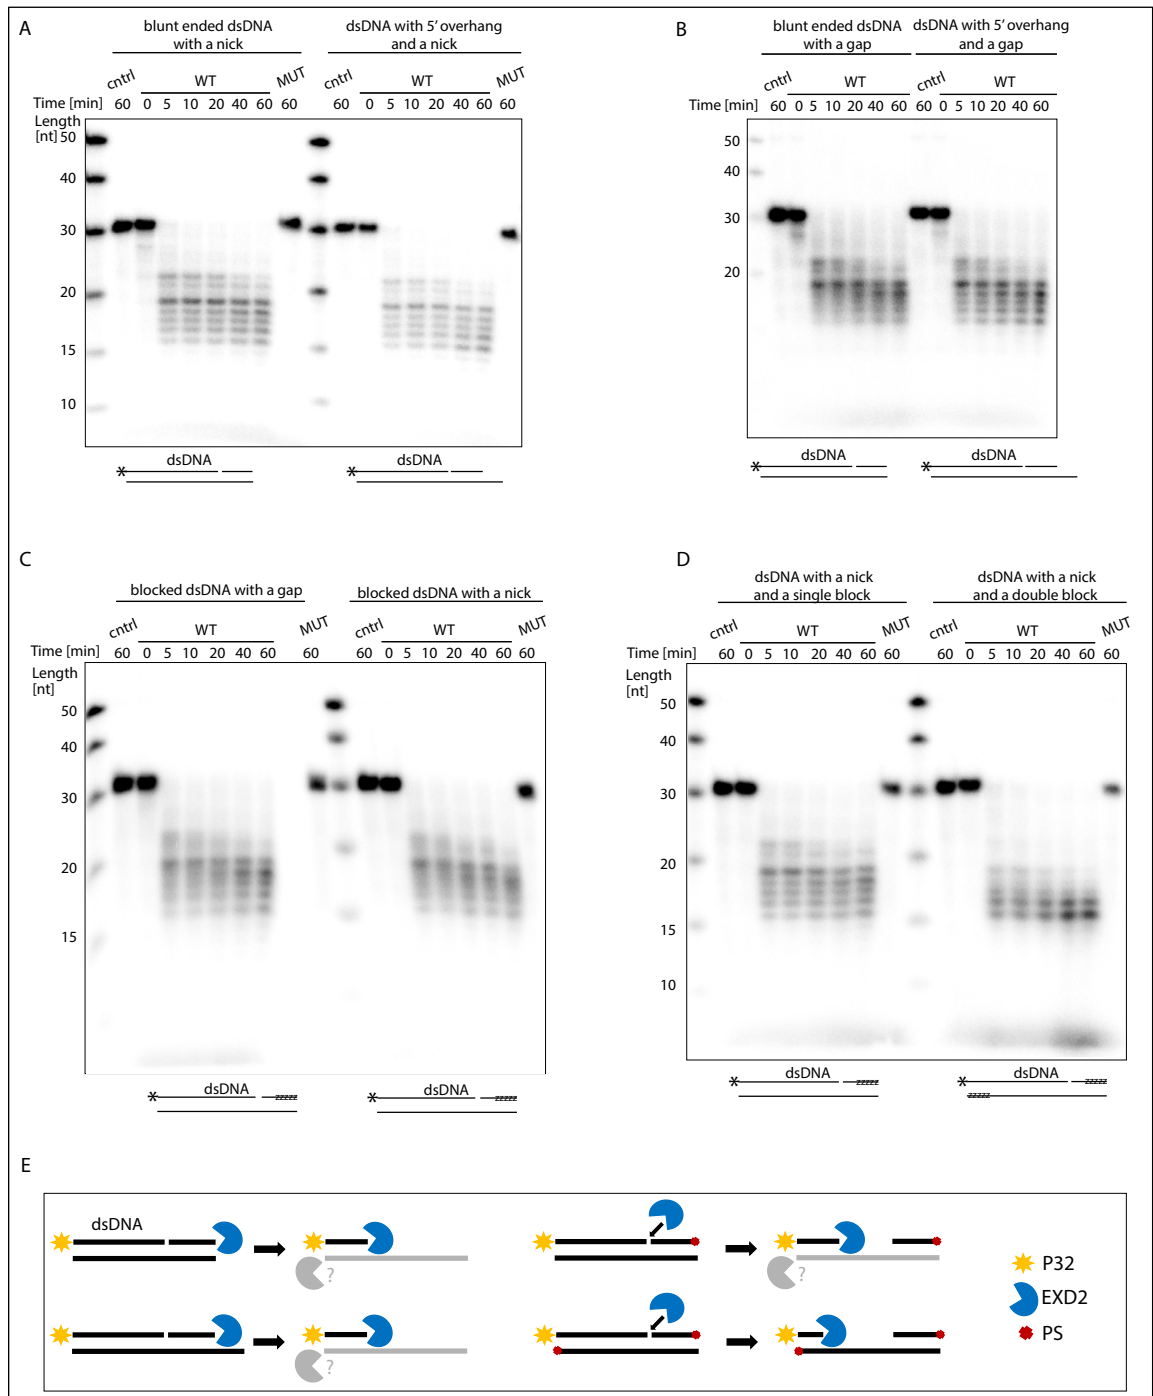 A
blunt ended dsDNA
with a nick
dsDNA with 5' overhang
and a nick
cntrl WT MUT cntrl WT MUT
Time [min] 60 0 5 10 20 40 60 60 60 0 5 10 20 40 60 60
Length
[nt]
50
40
30
20
15
10
* dsDNA * dsDNA
B
blunt ended dsDNA
with a gap
dsDNA with 5' overhang
and a gap
cntrl WT cntrl WT
Time [min] 60 0 5 10 20 40 60 60 0 5 10 20 40 60
50
40
30
20
* dsDNA * dsDNA
C
blocked dsDNA with a gap
blocked dsDNA with a nick
cntrl WT MUT cntrl WT MUT
Time [min] 60 0 5 10 20 40 60 60 60 0 5 10 20 40 60 60
Length
[nt]
50
40
30
20
15
* dsDNA zzzzz * dsDNA zzzzz
D
dsDNA with a nick
and a single block
dsDNA with a nick
and a double block
cntrl WT MUT cntrl WT MUT
Time [min] 60 0 5 10 20 40 60 60 60 0 5 10 20 40 60 60
Length
[nt]
50
40
30
20
15
10
* dsDNA zzzzz * dsDNA zzzzz
zzzzz
E
dsDNA
? ?
P32
EXD2
PS
?